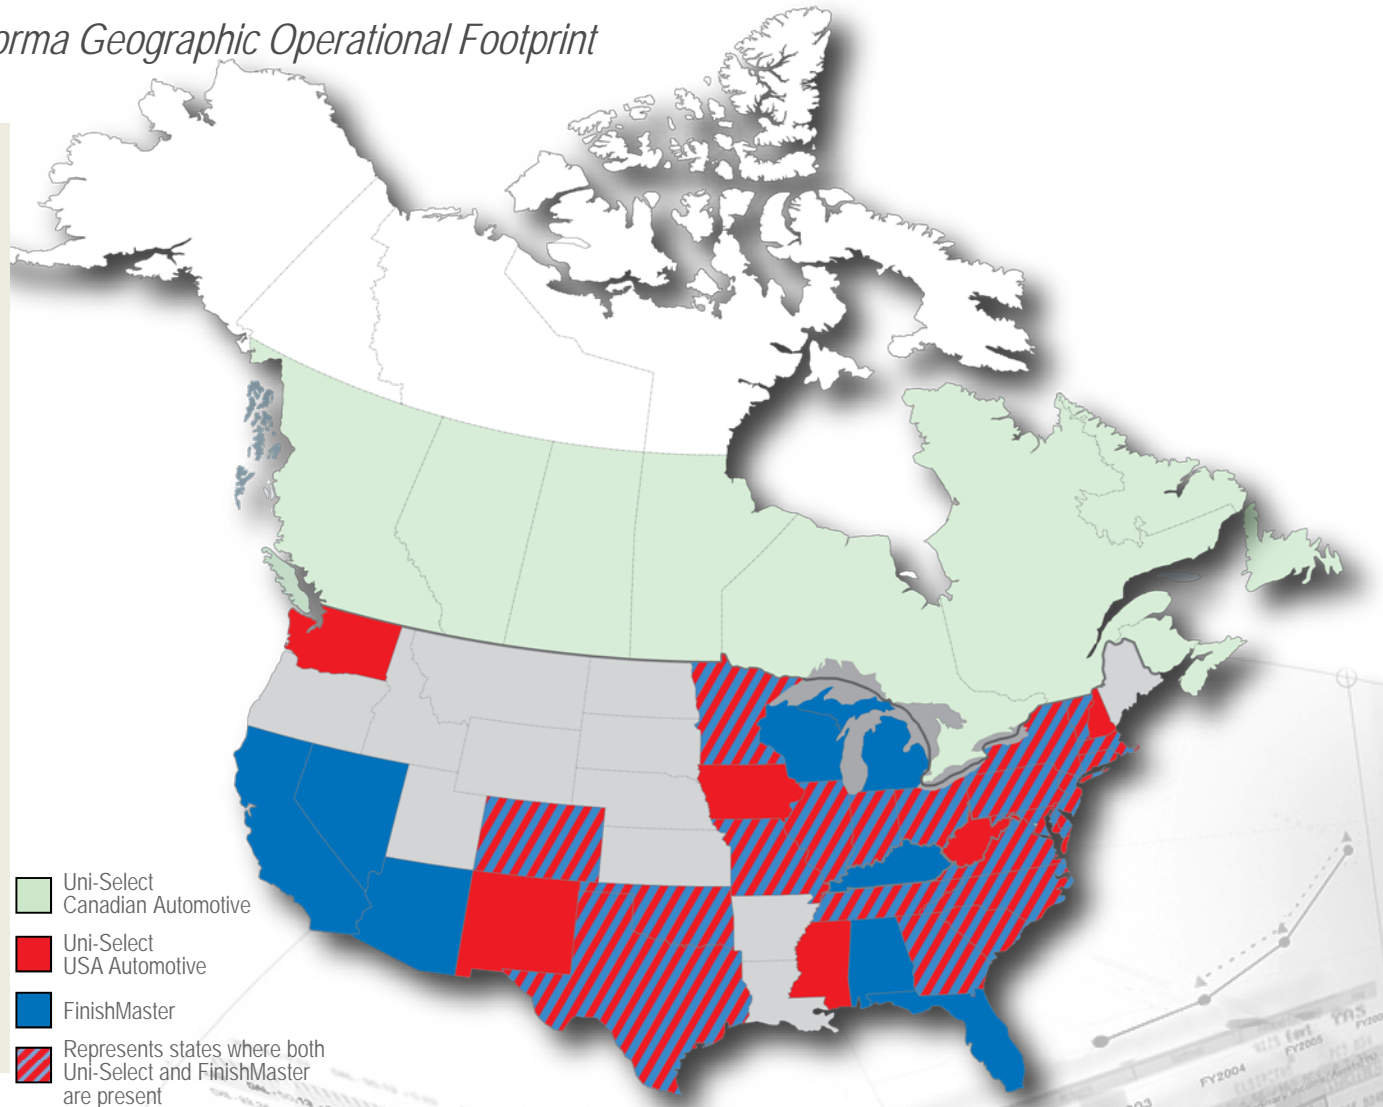 orma Geographic Operational Footprint
Uni-Select
Canadian Automotive
Uni-Select
USA Automotive
FinishMaster
Represents states where both
Uni-Select and FinishMaster
are present
FY2004
FY2005